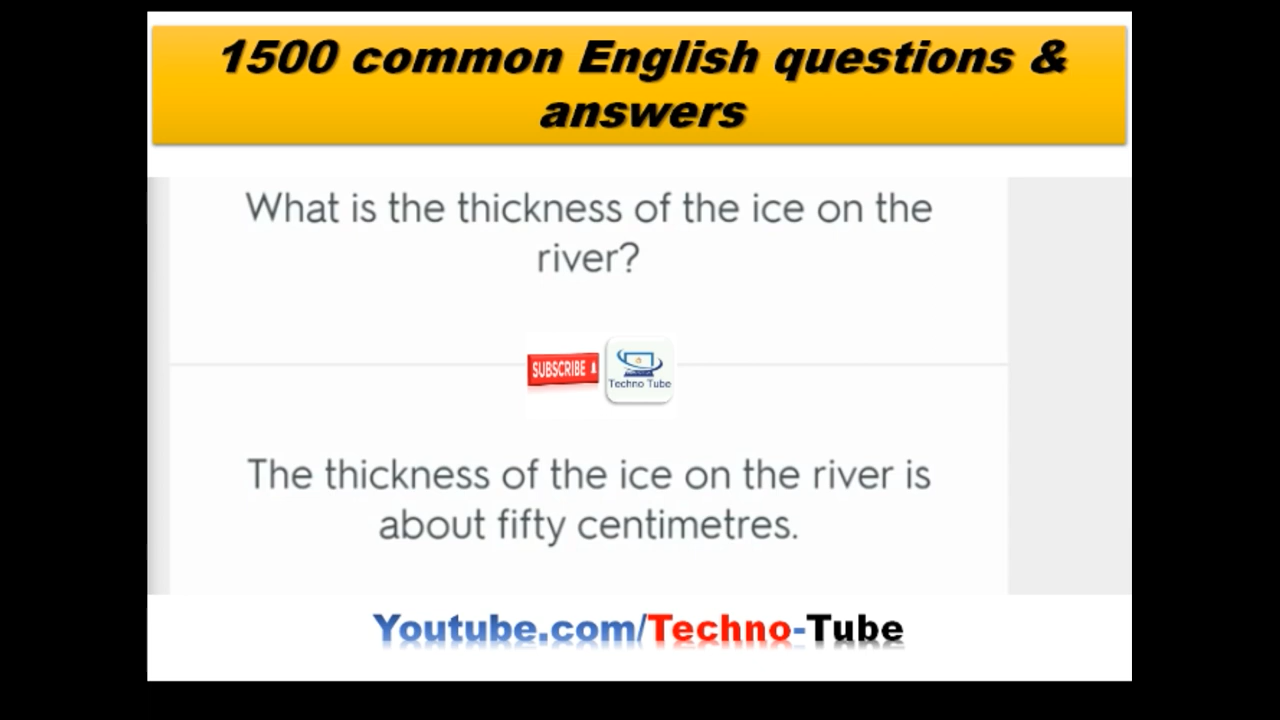 1500 common English questions &
answers
What is the thickness of the ice on the
river?
SUBSCRIBE
Techno Tube
The thickness of the ice on the river is
about fifty centimetres.
Youtube.com/Techno-Tube